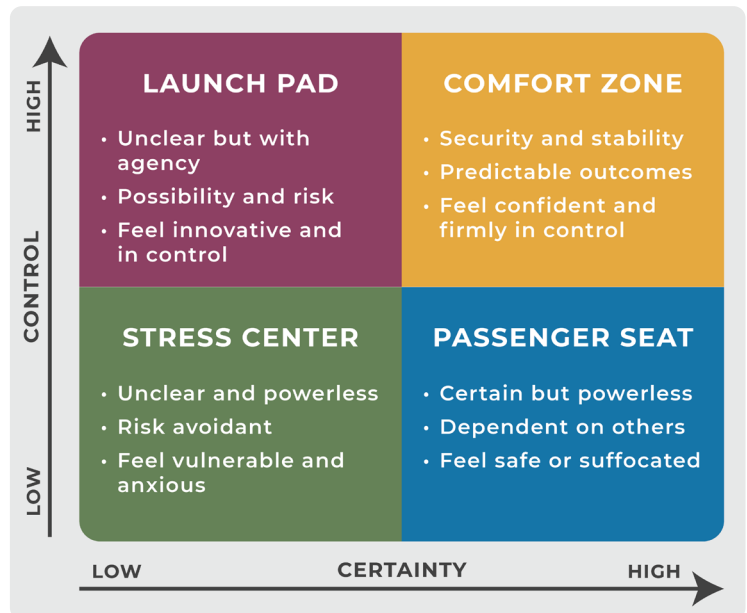 HIGH
CONTROL
LOW
LAUNCH PAD
• Unclear but with
agency
• Possibility and risk
• Feel innovative and
in control
COMFORT ZONE
• Security and stability
• Predictable outcomes
• Feel confident and
firmly in control
STRESS CENTER
• Unclear and powerless
• Risk avoidant
• Feel vulnerable and
anxious
PASSENGER SEAT
• Certain but powerless
• Dependent on others
• Feel safe or suffocated
LOW
CERTAINTY
HIGH